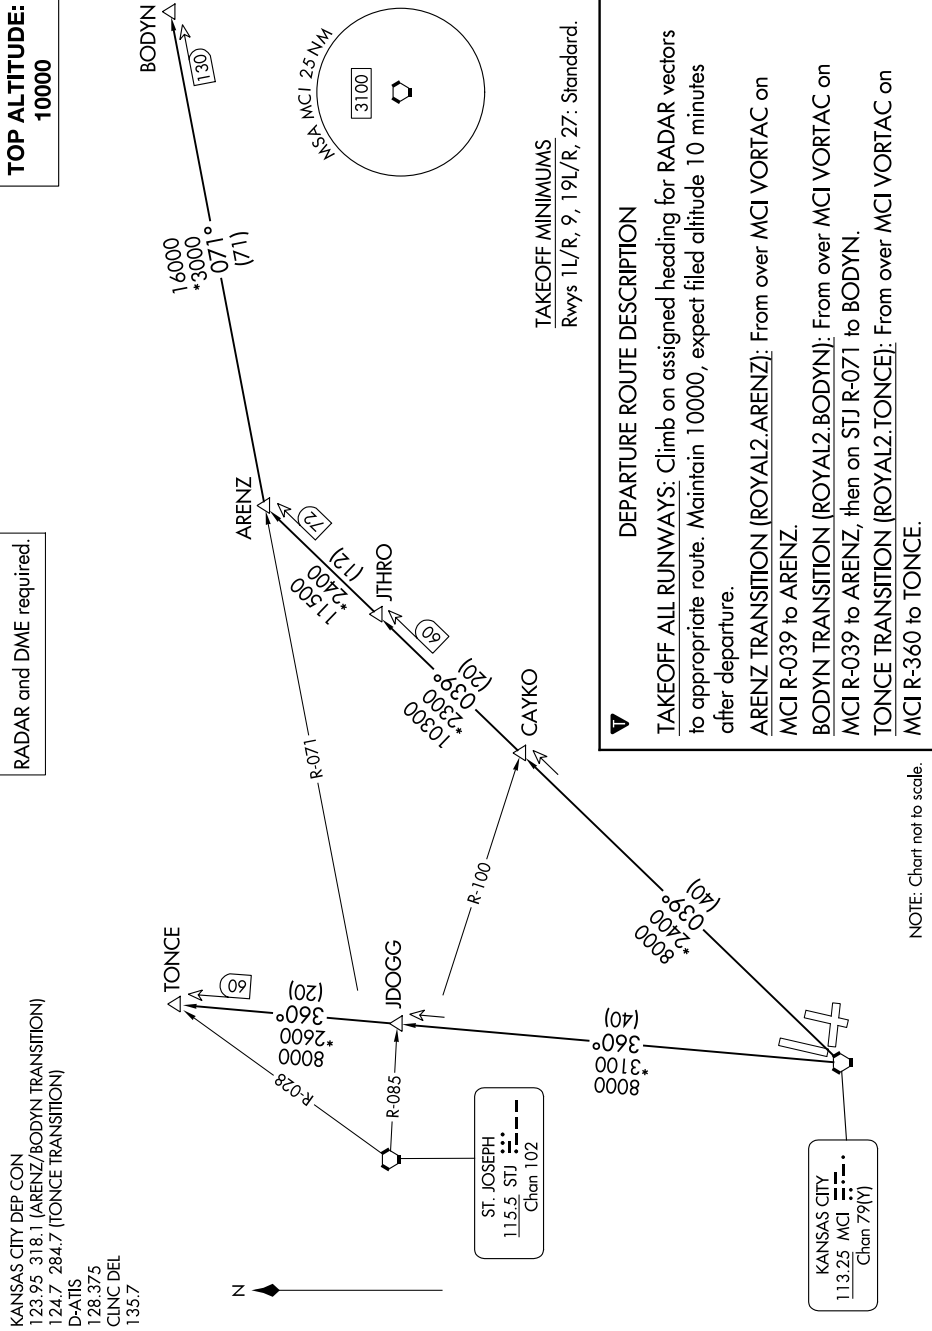 KANSAS CITY DEP CON
123.95 318.1 (ARENZ/BODYN TRANSITION)
124.7 284.7 (TONCE TRANSITION)
D-ATIS
128.375
CLNC DEL
135.7
RADAR and DME required.
TOP ALTITUDE:
10000
N
TONCE
60
8000
*2600
360°
(20)
R-028
JDOGG
R-085
ST. JOSEPH
115.5 STJ
Chan 102
8000
*3100
360°
(40)
KANSAS CITY
113.25 MCI
Chan 79(Y)
R-071
R-100
8000
*2400
039°
(40)
CAYKO
10300
*2300
039°
(20)
60
JTHRO
11500
*2400
(12)
72
ARENZ
16000
*3000
071°
(71)
130
BODYN
MSA MCI 25 NM
3100
TAKEOFF MINIMUMS
Rwys 1L/R, 9, 19L/R, 27: Standard.
T
DEPARTURE ROUTE DESCRIPTION
TAKEOFF ALL RUNWAYS: Climb on assigned heading for RADAR vectors
to appropriate route. Maintain 10000, expect filed altitude 10 minutes
after departure.
ARENZ TRANSITION (ROYAL2.ARENZ): From over MCI VORTAC on
MCI R-039 to ARENZ.
BODYN TRANSITION (ROYAL2.BODYN): From over MCI VORTAC on
MCI R-039 to ARENZ, then on STJ R-071 to BODYN.
TONCE TRANSITION (ROYAL2.TONCE): From over MCI VORTAC on
MCI R-360 to TONCE.
NOTE: Chart not to scale.